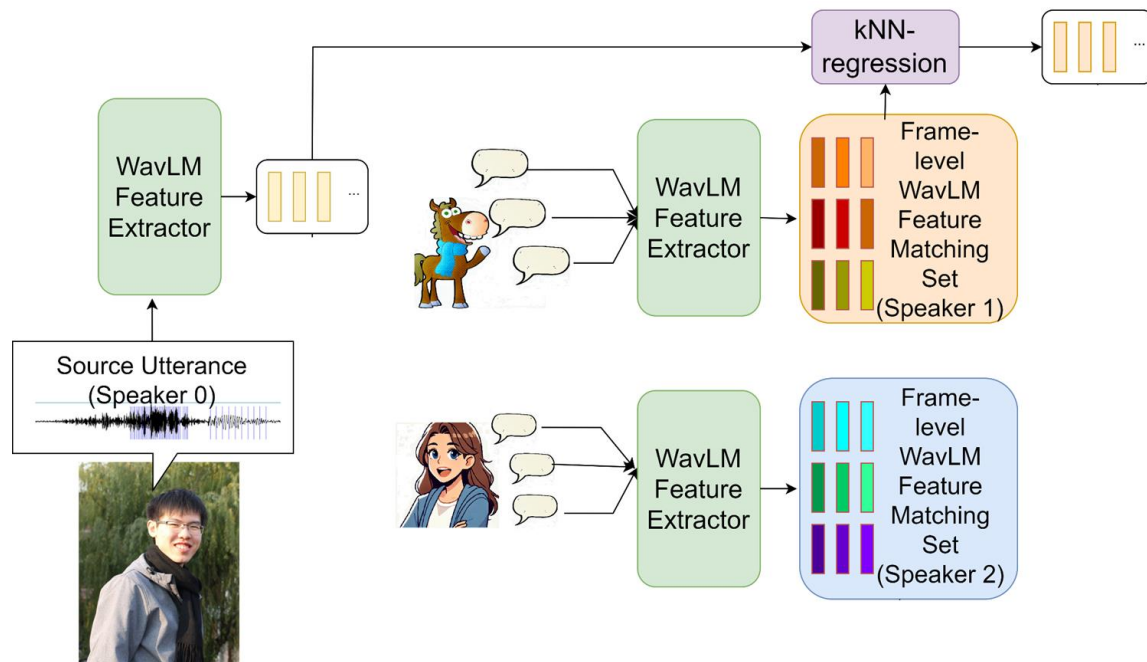 kNN-
regression
...
WavLM
Feature
Extractor
...
Source Utterance
(Speaker 0)
WavLM
Feature
Extractor
Frame-
level
WavLM
Feature
Matching
Set
(Speaker 1)
WavLM
Feature
Extractor
Frame-
level
WavLM
Feature
Matching
Set
(Speaker 2)